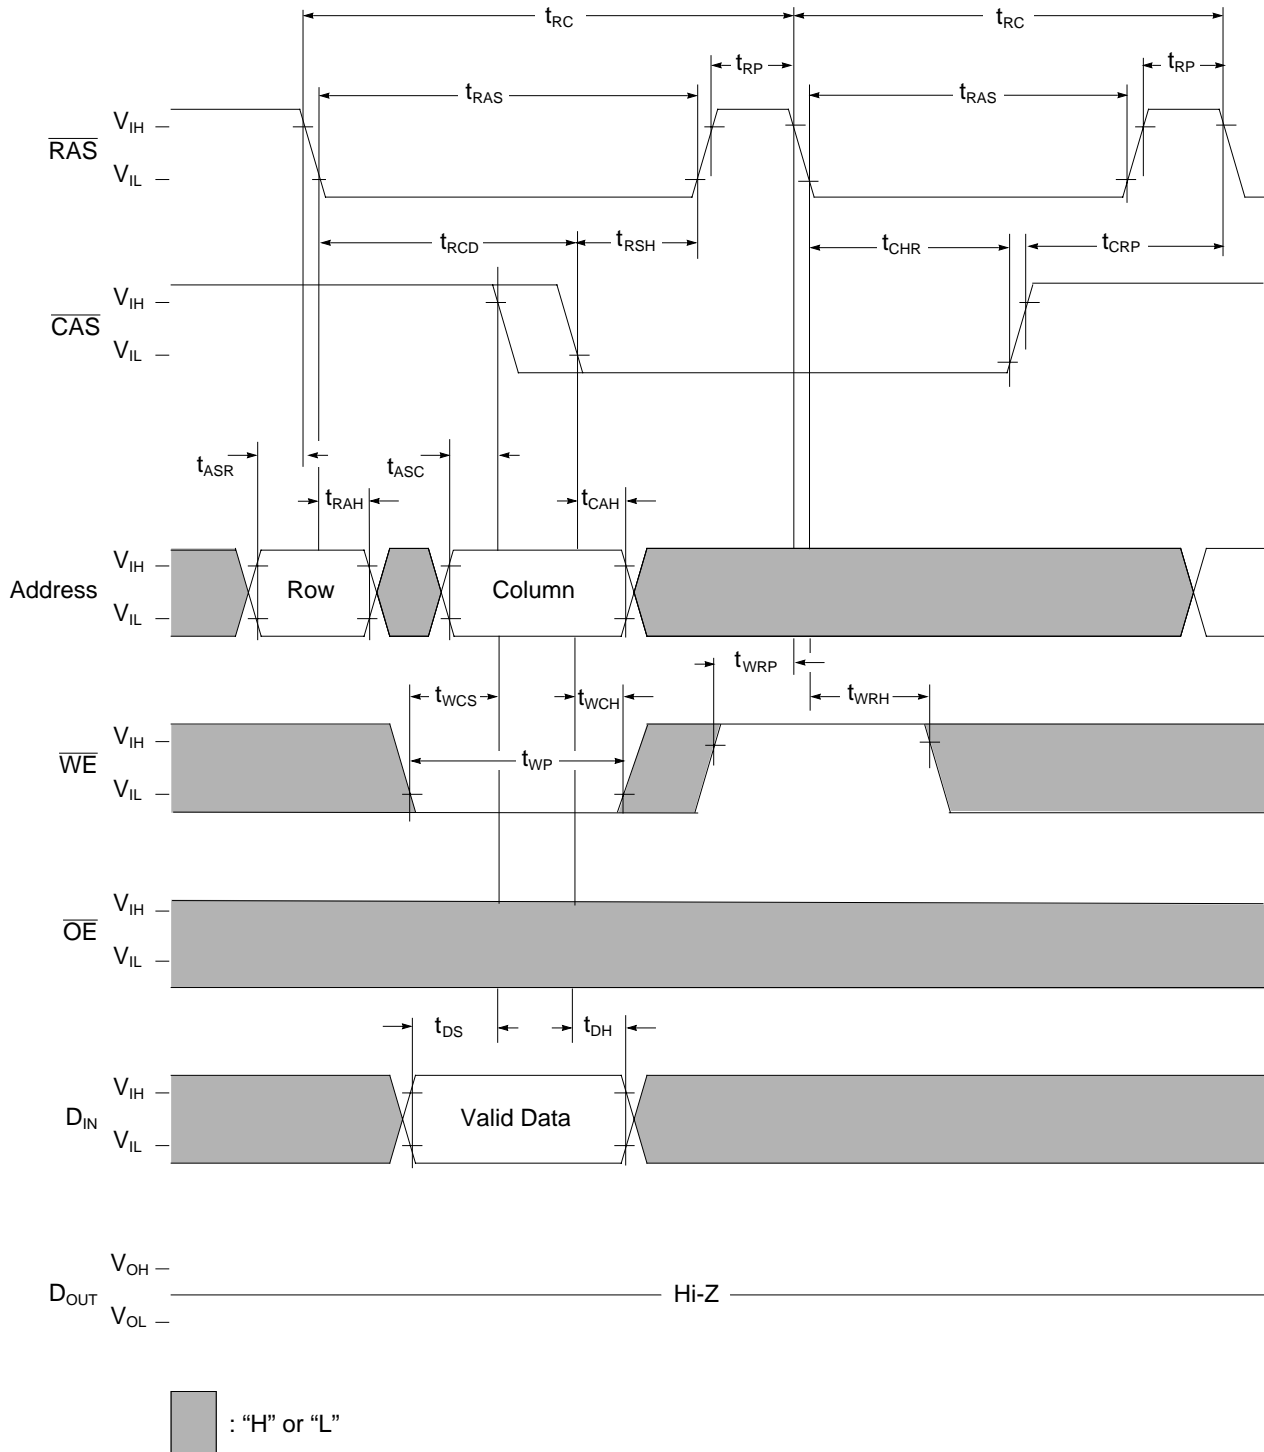 tRC tRC
tRP tRP
tRAS tRAS
VIH
RAS
VIL
tRCD tRSH tCHR tCRP
VIH
CAS
VIL
tASR tASC
tRAH tCAH
VIH
Address Row Column
VIL
tWRP
tWCS tWCH tWRH
VIH
WE tWP
VIL
VIH
OE
VIL
tDS tDH
VIH
DIN Valid Data
VIL
VOH
DOUT Hi-Z
VOL
: “H” or “L”